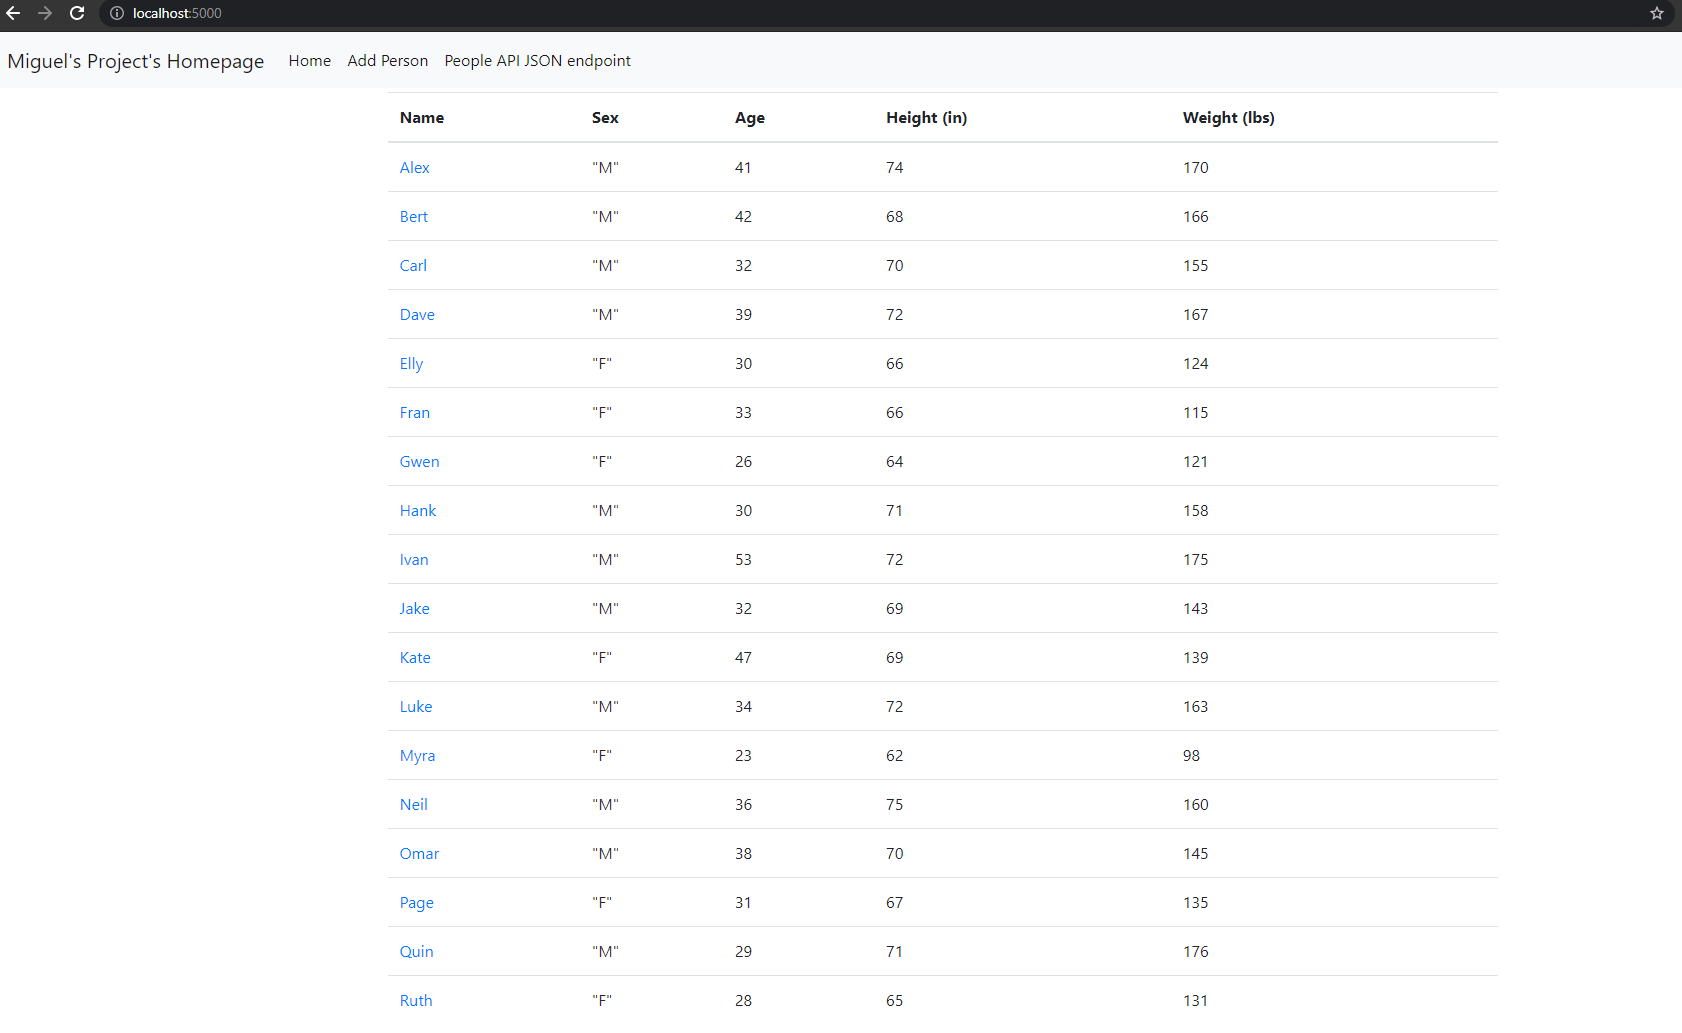 localhost:5000
Miguel's Project's Homepage Home Add Person People API JSON endpoint
Name Sex Age Height (in) Weight (lbs)
Alex "M" 41 74 170
Bert "M" 42 68 166
Carl "M" 32 70 155
Dave "M" 39 72 167
Elly "F" 30 66 124
Fran "F" 33 66 115
Gwen "F" 26 64 121
Hank "M" 30 71 158
Ivan "M" 53 72 175
Jake "M" 32 69 143
Kate "F" 47 69 139
Luke "M" 34 72 163
Myra "F" 23 62 98
Neil "M" 36 75 160
Omar "M" 38 70 145
Page "F" 31 67 135
Quin "M" 29 71 176
Ruth "F" 28 65 131